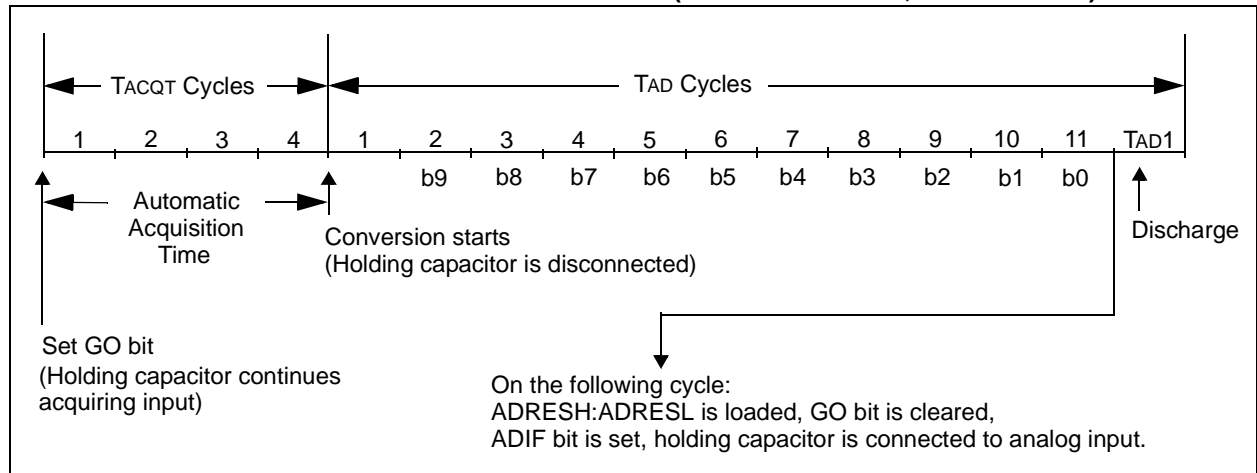 TACQT Cycles
TAD Cycles
1 2 3 4 1 2 3 4 5 6 7 8 9 10 11 TAD1
b9 b8 b7 b6 b5 b4 b3 b2 b1 b0
Automatic
Acquisition
Time
Conversion starts
(Holding capacitor is disconnected)
Discharge
Set GO bit
(Holding capacitor continues
acquiring input)
On the following cycle:
ADRESH:ADRESL is loaded, GO bit is cleared,
ADIF bit is set, holding capacitor is connected to analog input.